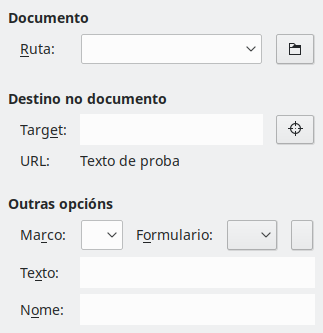 Documento
Ruta:
Destino no documento
Target:
URL: Texto de proba
Outras opcións
Marco: Formulario:
Texto:
Nome: